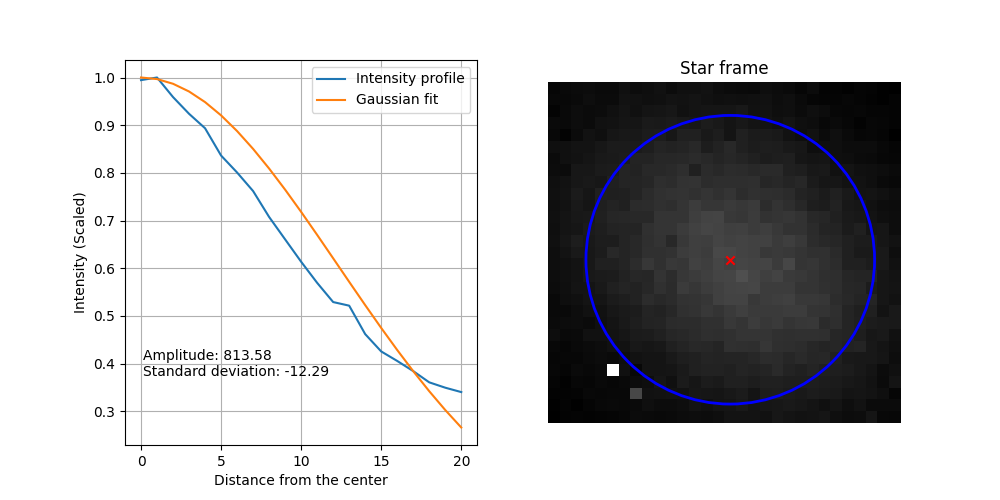 Star frame
1.0
0.9
0.8
0.7
0.6
0.5
0.4
0.3
Intensity (Scaled)
Intensity profile
Gaussian fit
Amplitude: 813.58
Standard deviation: -12.29
0 5 10 15 20
Distance from the center